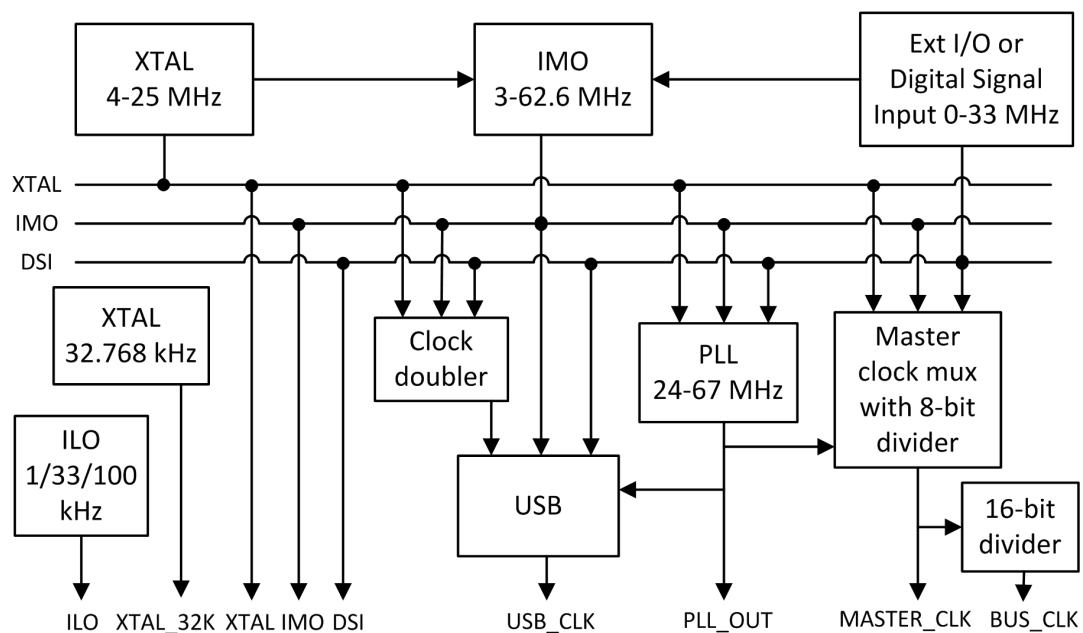 XTAL
4-25 MHz
IMO
3-62.6 MHz
Ext I/O or
Digital Signal
Input 0-33 MHz
XTAL
IMO
DSI
XTAL
32.768 kHz
ILO
1/33/100
kHz
Clock
doubler
PLL
24-67 MHz
Master
clock mux
with 8-bit
divider
USB
16-bit
divider
ILO
XTAL_32K
XTAL
IMO
DSI
USB_CLK
PLL_OUT
MASTER_CLK
BUS_CLK